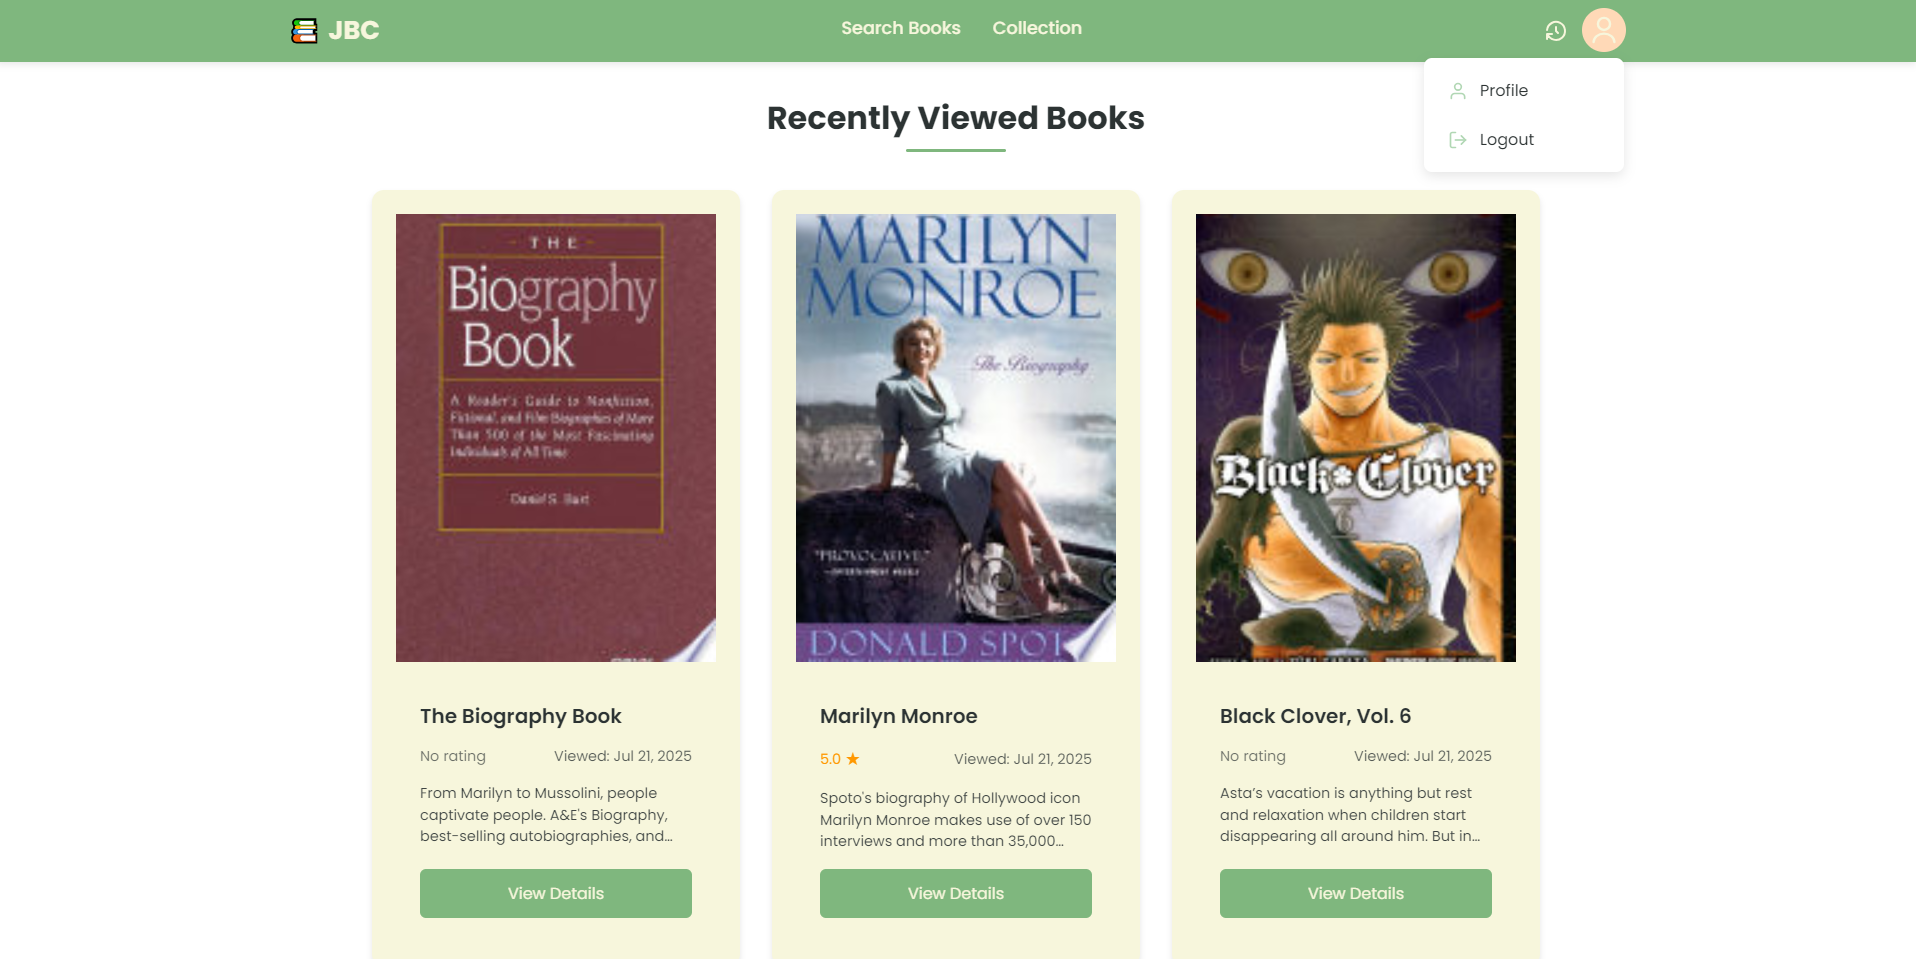 JBC
Search Books
Collection
Profile
Logout
Recently Viewed Books
THE
Biography
Book
A Reader's Guide to Nonfiction,
Fictional, and Film Biographies of More
Than 500 of the Most Fascinating
Individuals of All Time
Daniel S. Burt
MARILYN
MONROE
The Biography
"PROVOCATIVE."
—ENTERTAINMENT WEEKLY
DONALD SPOT
Black Clover
6
The Biography Book
No rating
Viewed: Jul 21, 2025
From Marilyn to Mussolini, people
captivate people. A&E's Biography,
best-selling autobiographies, and...
View Details
Marilyn Monroe
5.0 ★
Viewed: Jul 21, 2025
Spoto's biography of Hollywood icon
Marilyn Monroe makes use of over 150
interviews and more than 35,000...
View Details
Black Clover, Vol. 6
No rating
Viewed: Jul 21, 2025
Asta’s vacation is anything but rest
and relaxation when children start
disappearing all around him. But in...
View Details